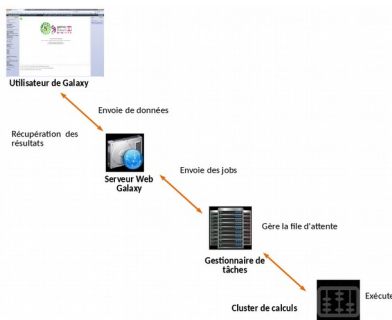 Utilisateur de Galaxy
Envoie de données
Récupération des
résultats
Serveur Web
Galaxy
Envoie des jobs
Gère la file d'attente
Gestionnaire de
tâches
Cluster de calculs
Exécute